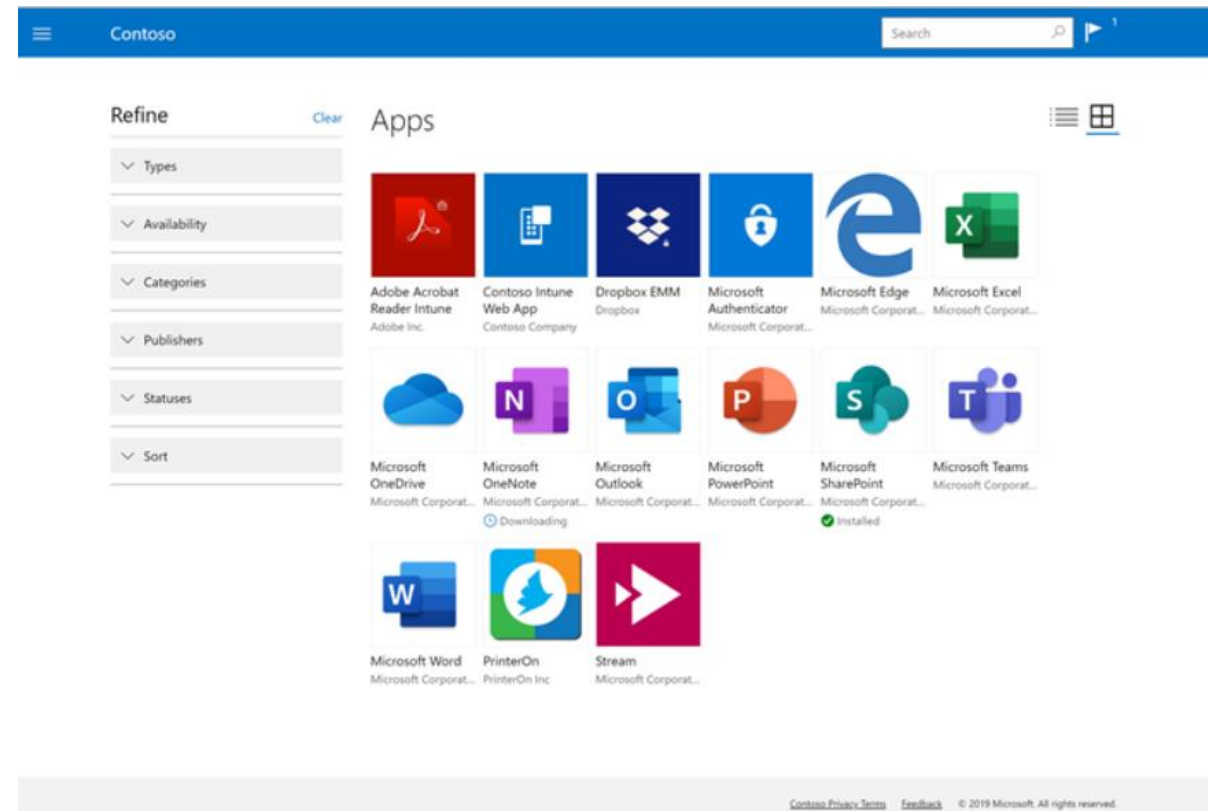 Contoso
Search
1
Refine
Clear
Types
Availability
Categories
Publishers
Statuses
Sort
Apps
Adobe Acrobat
Reader Intune
Adobe Inc.
Contoso Intune
Web App
Contoso Company
Dropbox EMM
Dropbox
Microsoft
Authenticator
Microsoft Corporat...
Microsoft Edge
Microsoft Corporat...
X
Microsoft Excel
Microsoft Corporat...
Microsoft
OneDrive
Microsoft Corporat...
N
Microsoft
OneNote
Microsoft Corporat...
Downloading
O
Microsoft
Outlook
Microsoft Corporat...
P
Microsoft
PowerPoint
Microsoft Corporat...
S
Microsoft
SharePoint
Microsoft Corporat...
Installed
T
Microsoft Teams
Microsoft Corporat...
W
Microsoft Word
Microsoft Corporat...
PrinterOn
PrinterOn Inc
Stream
Microsoft Corporat...
Contoso Privacy Terms Feedback © 2019 Microsoft. All rights reserved.